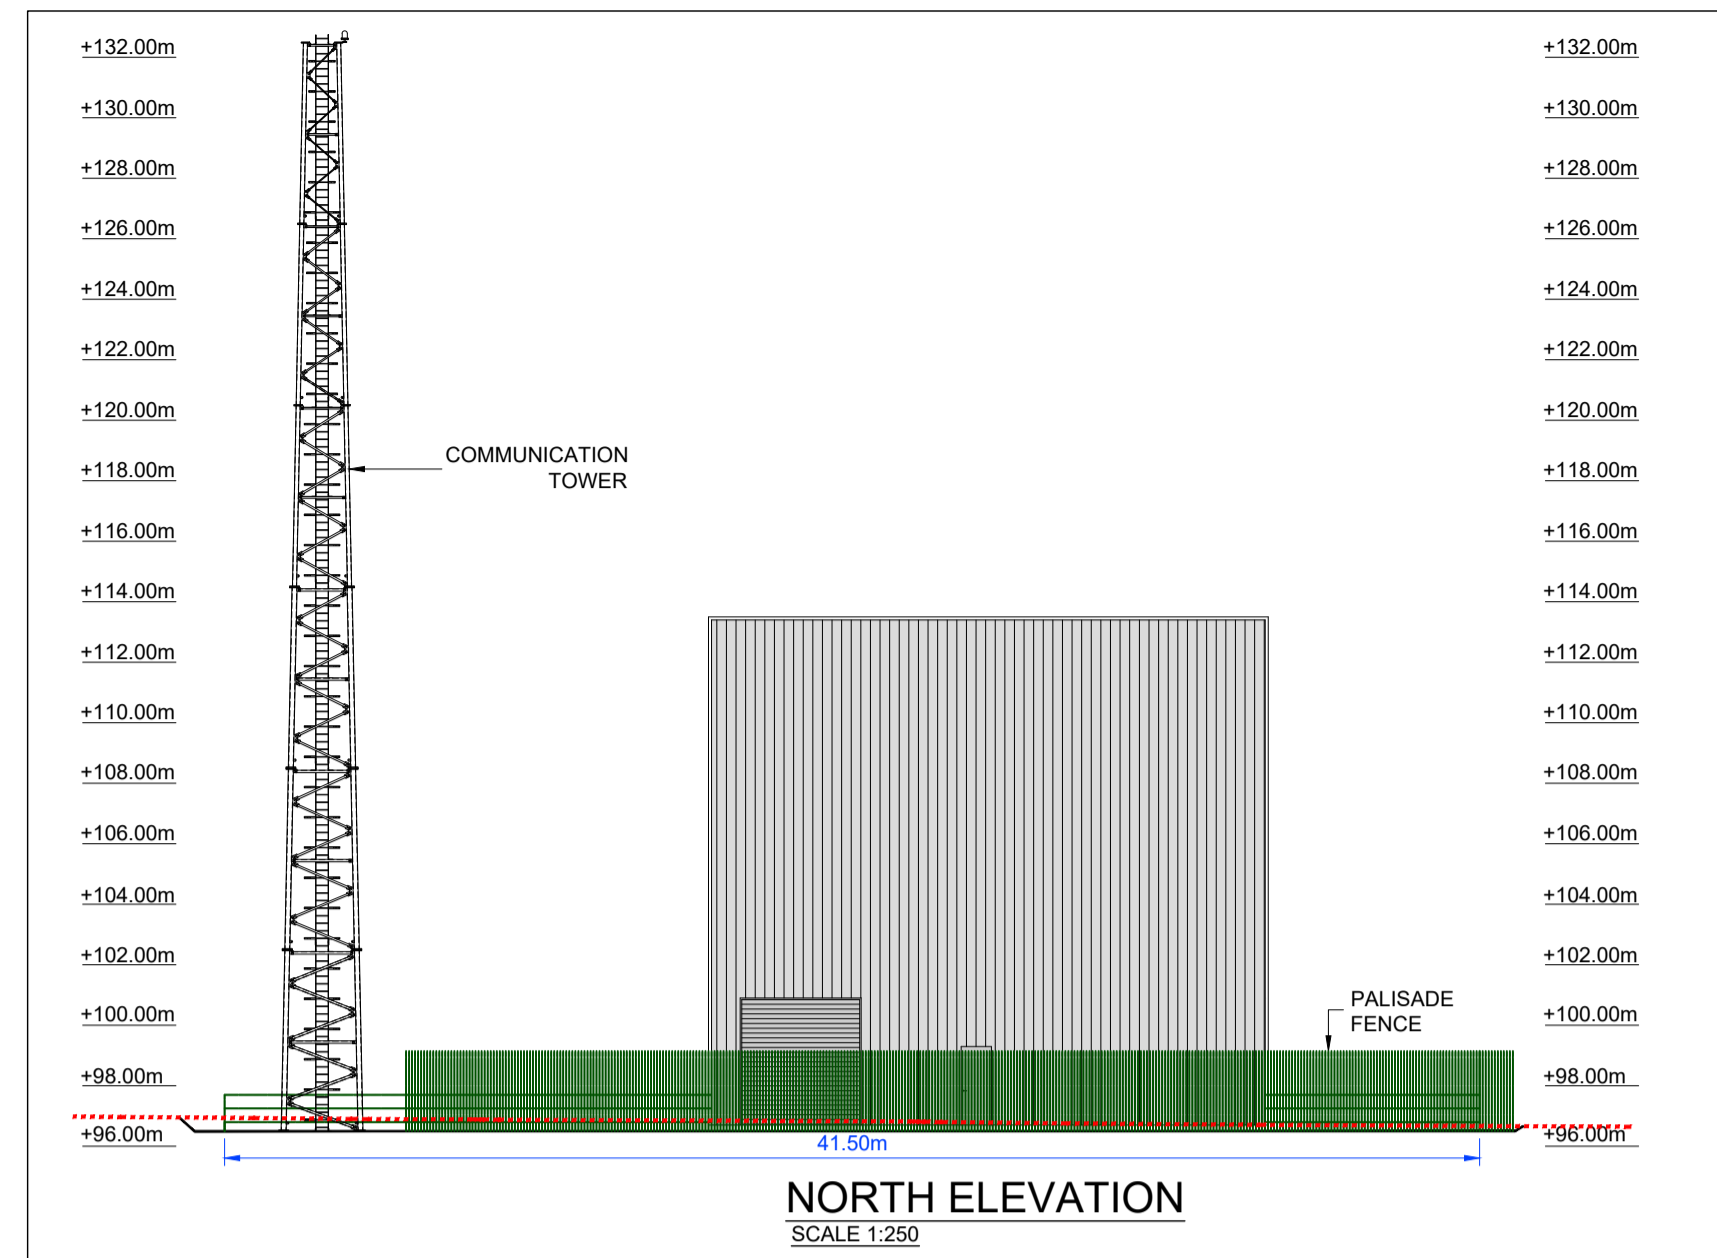 +132.00m +132.00m
+130.00m +130.00m
+128.00m +128.00m
+126.00m +126.00m
+124.00m +124.00m
+122.00m +122.00m
+120.00m +120.00m
COMMUNICATION
TOWER
+118.00m +118.00m
+116.00m +116.00m
+114.00m +114.00m
+112.00m +112.00m
+110.00m +110.00m
+108.00m +108.00m
+106.00m +106.00m
+104.00m +104.00m
+102.00m +102.00m
PALISADE
FENCE
+100.00m +100.00m
+98.00m +98.00m
+96.00m +96.00m
41.50m
NORTH ELEVATION
SCALE 1:250